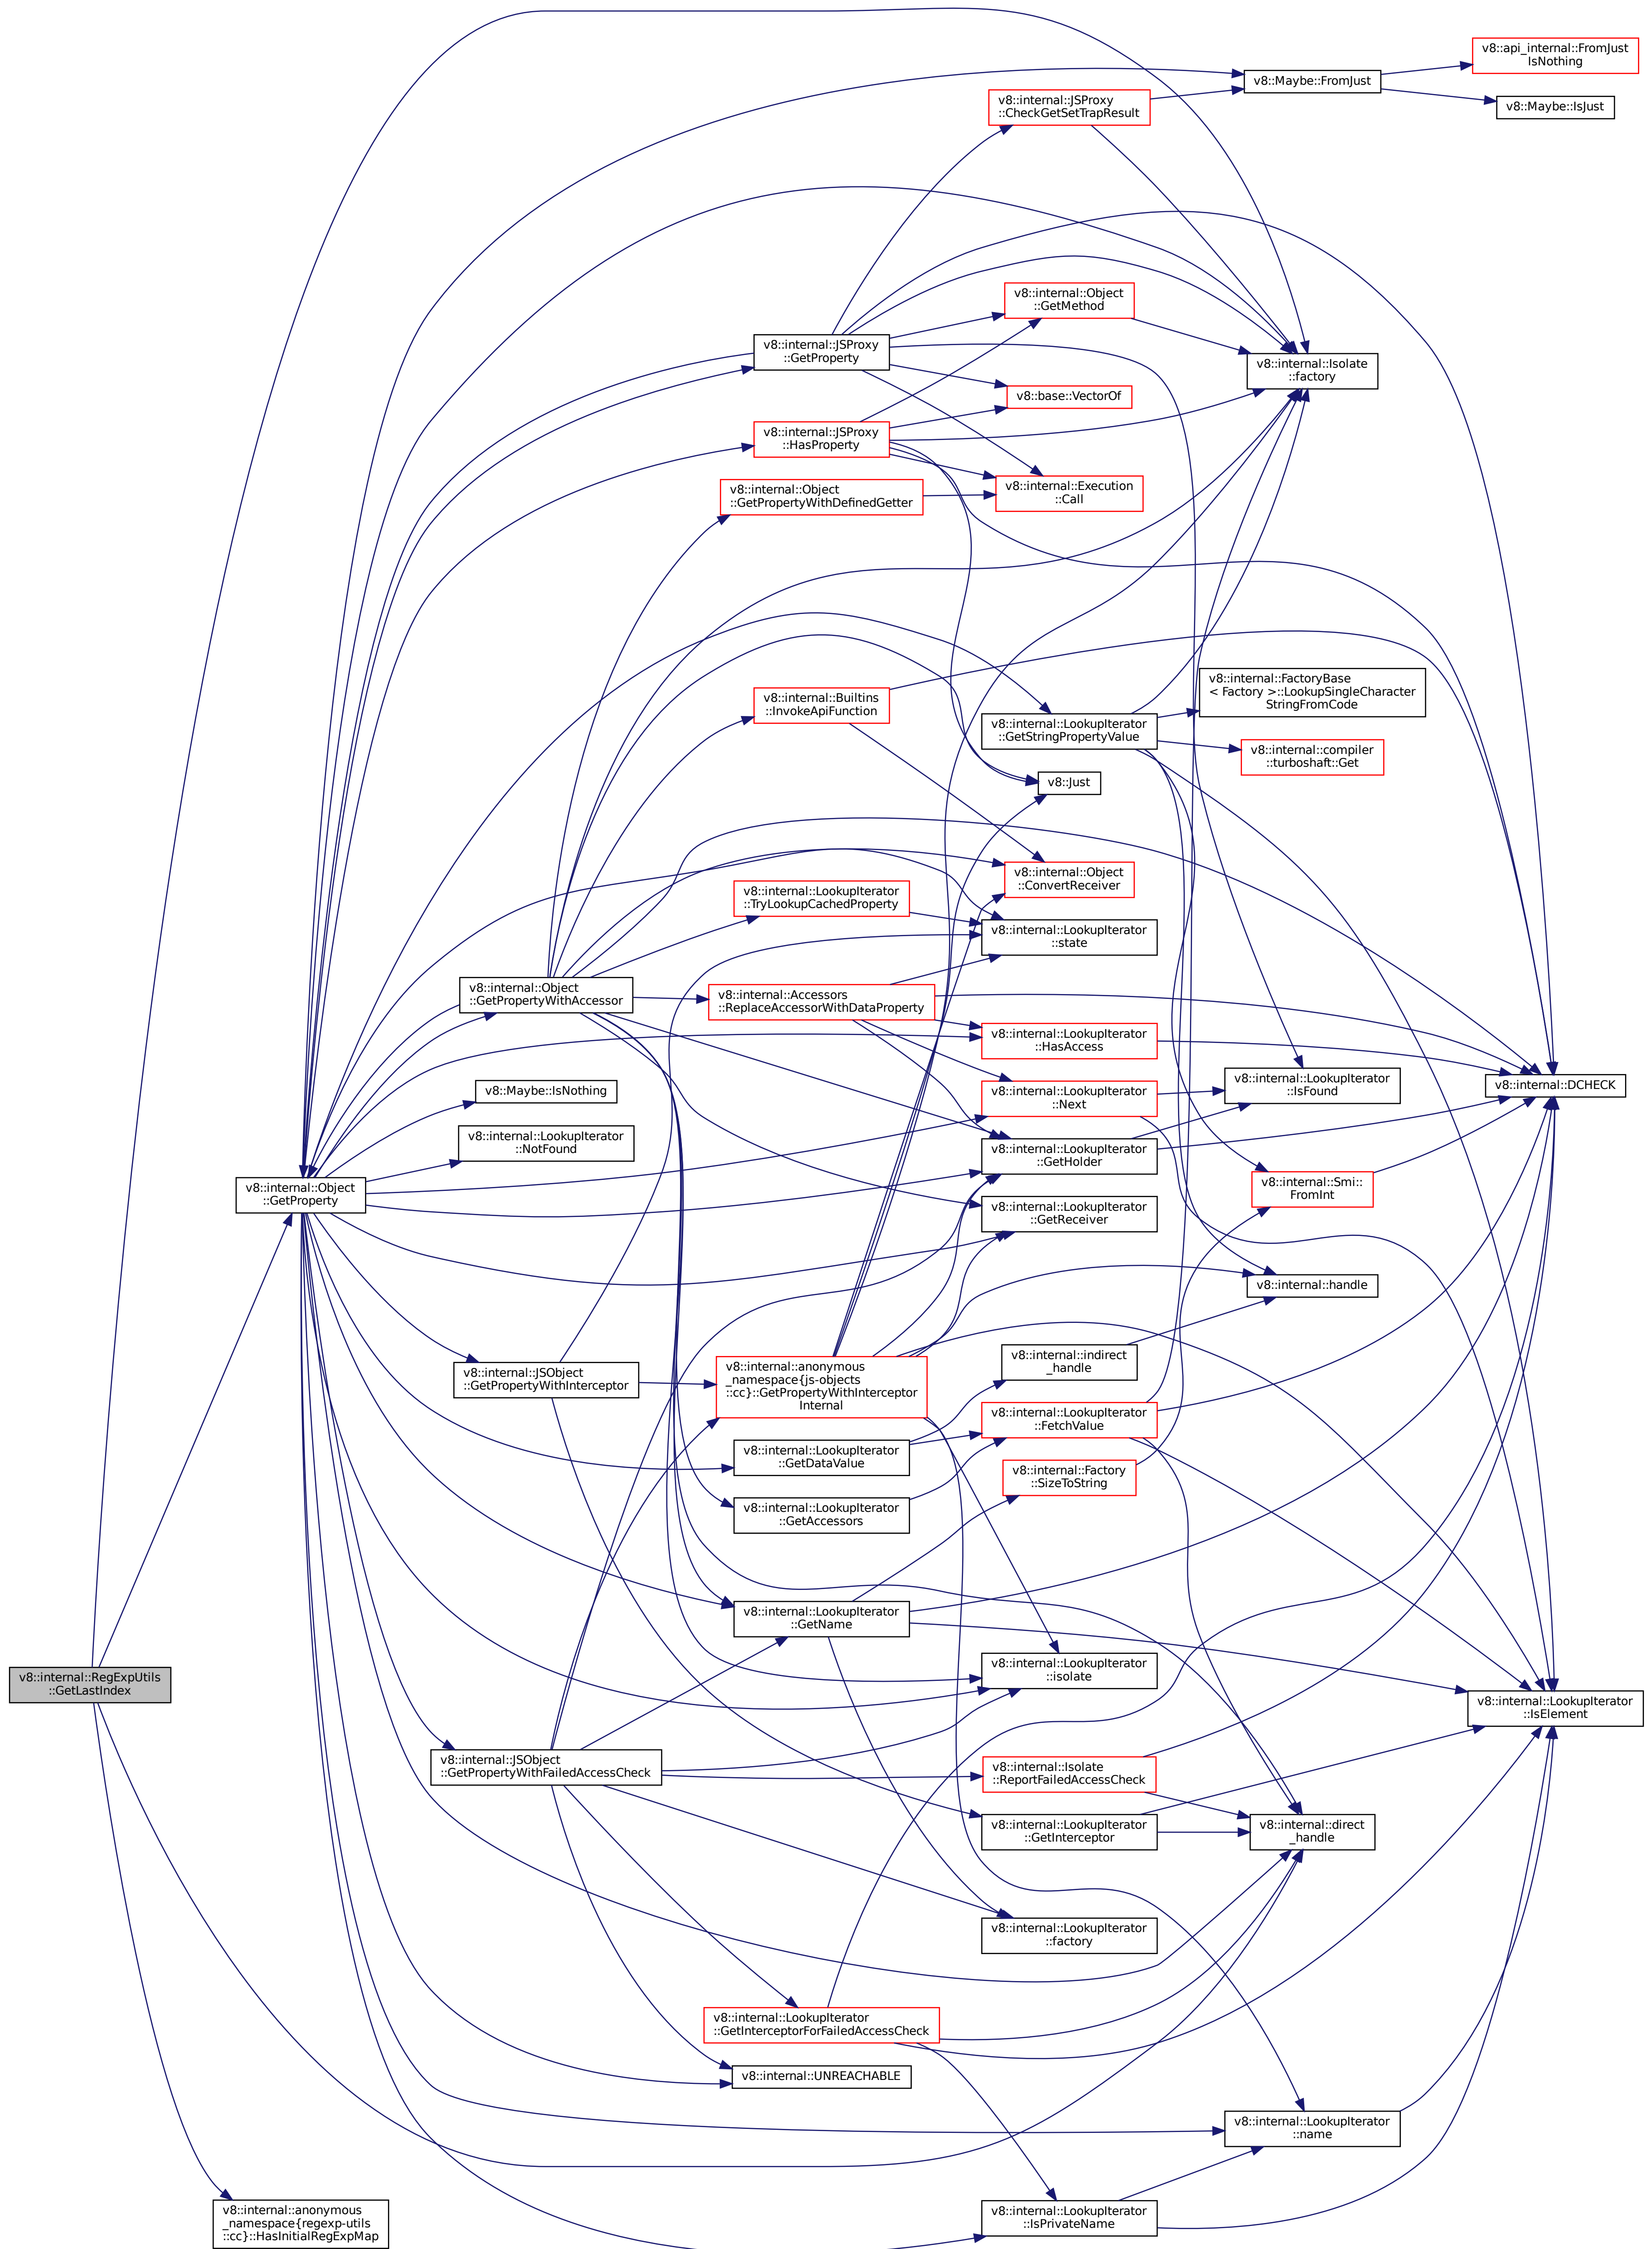 v8::api_internal::FromJust
IsNothing
v8::Maybe::FromJust
v8::internal::JSProxy
::CheckGetSetTrapResult
v8::Maybe::IsJust
v8::internal::Object
::GetMethod
v8::internal::JSProxy
::GetProperty
v8::internal::Isolate
::factory
v8::base::VectorOf
v8::internal::JSProxy
::HasProperty
v8::internal::Object
::GetPropertyWithDefinedGetter
v8::internal::Execution
::Call
v8::internal::FactoryBase
< Factory >::LookupSingleCharacter
StringFromCode
v8::internal::Builtins
::InvokeApiFunction
v8::internal::LookupIterator
::GetStringPropertyValue
v8::internal::compiler
::turboshaft::Get
v8::Just
v8::internal::Object
::ConvertReceiver
v8::internal::LookupIterator
::TryLookupCachedProperty
v8::internal::LookupIterator
::state
v8::internal::Object
::GetPropertyWithAccessor
v8::internal::Accessors
::ReplaceAccessorWithDataProperty
v8::internal::LookupIterator
::HasAccess
v8::Maybe::IsNothing
v8::internal::LookupIterator
::Next
v8::internal::LookupIterator
::IsFound
v8::internal::DCHECK
v8::internal::LookupIterator
::NotFound
v8::internal::LookupIterator
::GetHolder
v8::internal::Object
::GetProperty
v8::internal::Smi::
FromInt
v8::internal::LookupIterator
::GetReceiver
v8::internal::handle
v8::internal::indirect
_handle
v8::internal::JSObject
::GetPropertyWithInterceptor
v8::internal::anonymous
_namespace{js-objects
::cc}::GetPropertyWithInterceptor
Internal
v8::internal::LookupIterator
::FetchValue
v8::internal::LookupIterator
::GetDataValue
v8::internal::Factory
::SizeToString
v8::internal::LookupIterator
::GetAccessors
v8::internal::LookupIterator
::GetName
v8::internal::LookupIterator
::isolate
v8::internal::RegExpUtils
::GetLastIndex
v8::internal::LookupIterator
::IsElement
v8::internal::JSObject
::GetPropertyWithFailedAccessCheck
v8::internal::Isolate
::ReportFailedAccessCheck
v8::internal::LookupIterator
::GetInterceptor
v8::internal::direct
_handle
v8::internal::LookupIterator
::factory
v8::internal::LookupIterator
::GetInterceptorForFailedAccessCheck
v8::internal::UNREACHABLE
v8::internal::LookupIterator
::name
v8::internal::anonymous
_namespace{regexp-utils
::cc}::HasInitialRegExpMap
v8::internal::LookupIterator
::IsPrivateName